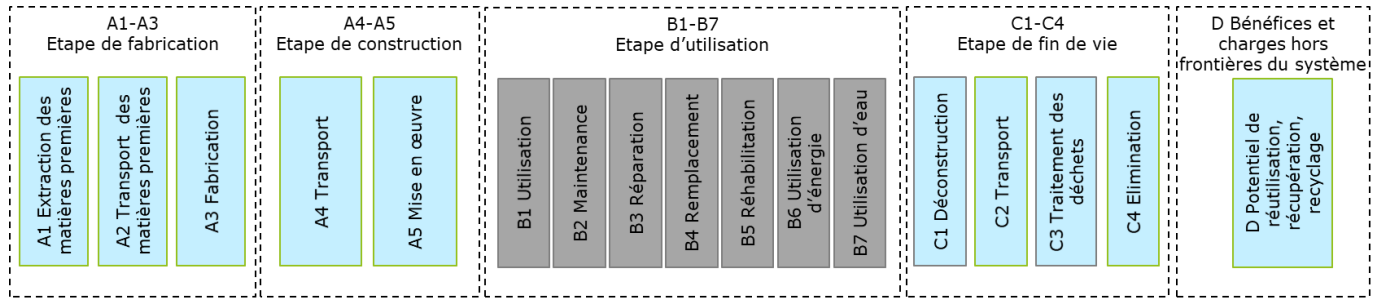 A1-A3
Etape de fabrication
A1 Extraction des
matières premières
A2 Transport des
matières premières
A3 Fabrication
A4-A5
Etape de construction
A4 Transport
A5 Mise en œuvre
B1-B7
Etape d’utilisation
B1 Utilisation
B2 Maintenance
B3 Réparation
B4 Remplacement
B5 Réhabilitation
B6 Utilisation
d’énergie
B7 Utilisation d’eau
C1-C4
Etape de fin de vie
C1 Déconstruction
C2 Transport
C3 Traitement des
déchets
C4 Elimination
D Bénéfices et
charges hors
frontières du système
D Potentiel de
réutilisation,
récupération,
recyclage